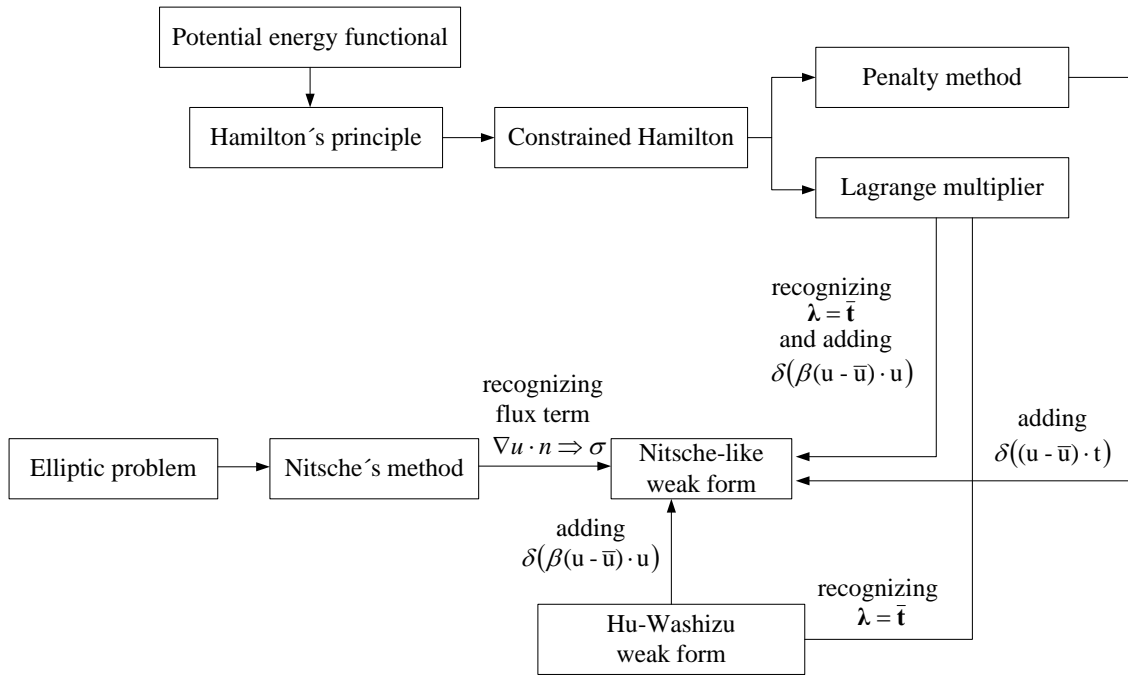 Potential energy functional
Hamilton´s principle
Constrained Hamilton
Penalty method
Lagrange multiplier
recognizing
λ = t̄
and adding
δ(β(u - u̅) · u)
adding
δ((u - u̅) · t)
Elliptic problem
Nitsche´s method
recognizing
flux term
∇u · n ⇒ σ
Nitsche-like
weak form
adding
δ(β(u - u̅) · u)
Hu-Washizu
weak form
recognizing
λ = t̄